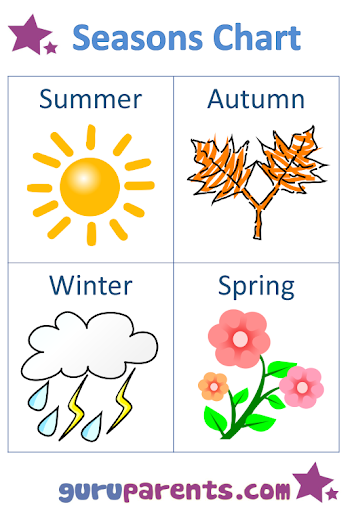 Seasons Chart
Summer
Autumn
Winter
Spring
guruparents.com